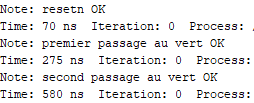 Note: resetn OK
Time: 70 ns  Iteration: 0  Process: /
Note: premier passage au vert OK
Time: 275 ns  Iteration: 0  Process:
Note: second passage au vert OK
Time: 580 ns  Iteration: 0  Process: